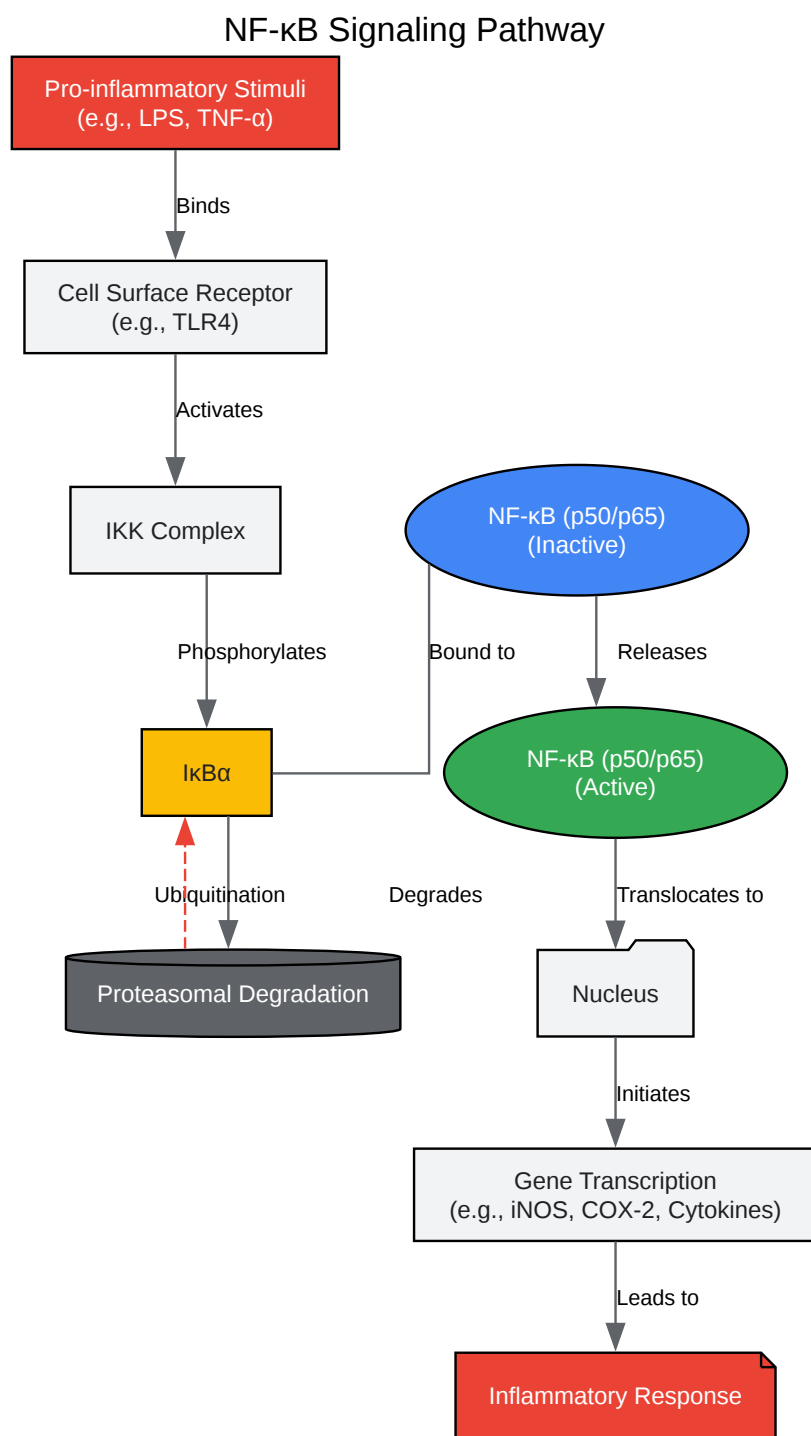 NF-κB Signaling Pathway
Pro-inflammatory Stimuli
(e.g., LPS, TNF-α)
Binds
Cell Surface Receptor
(e.g., TLR4)
Activates
IKK Complex
NF-κB (p50/p65)
(Inactive)
Phosphorylates
Bound to
Releases
IκBα
NF-κB (p50/p65)
(Active)
Ubiquitination
Degrades
Translocates to
Proteasomal Degradation
Nucleus
Initiates
Gene Transcription
(e.g., iNOS, COX-2, Cytokines)
Leads to
Inflammatory Response